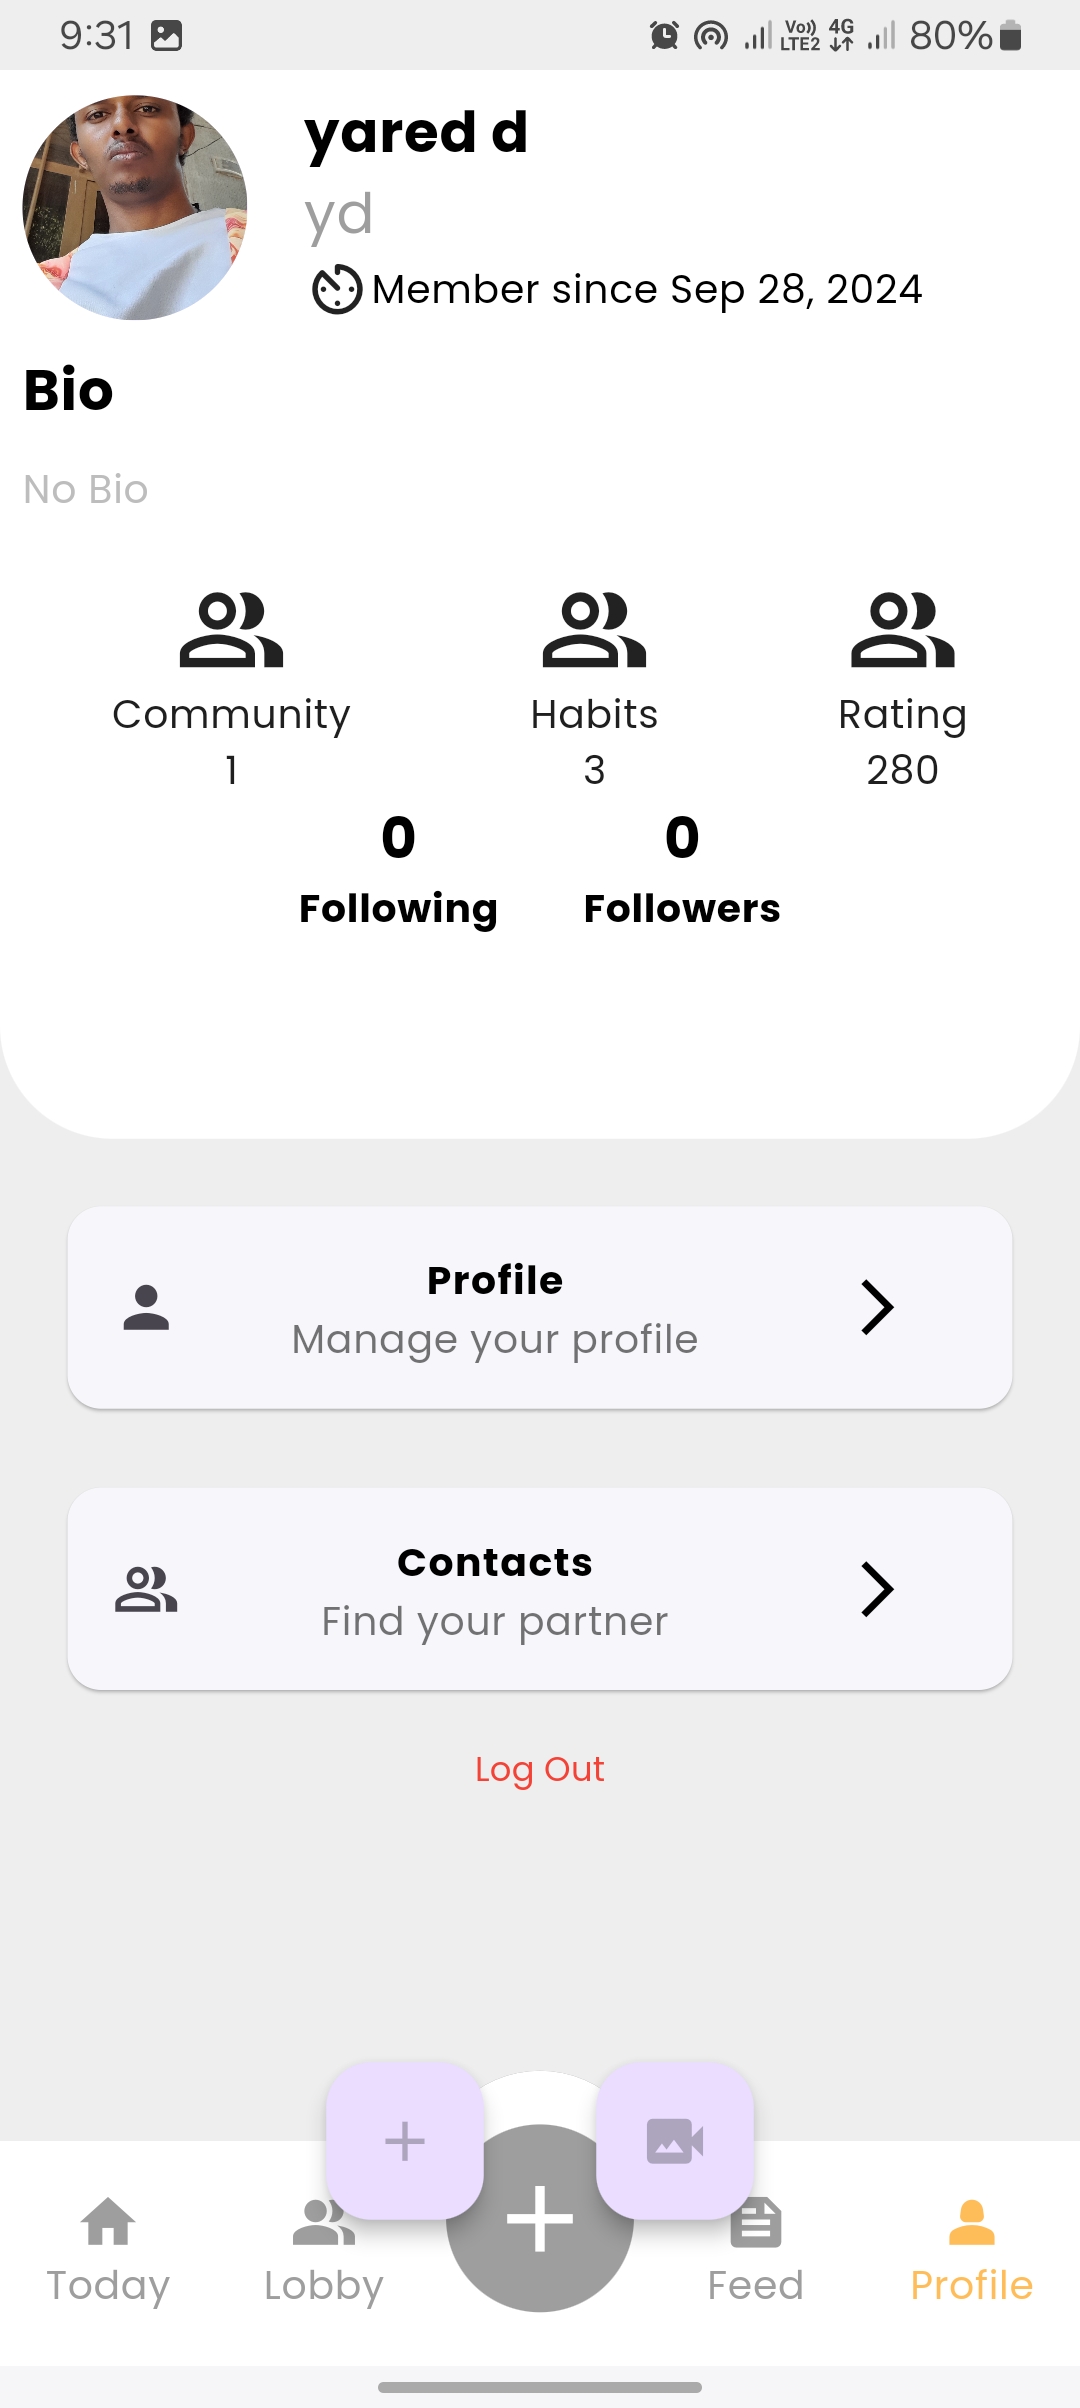 9:31
Vo)) LTE2 4G 80%
yared d
yd
Member since Sep 28, 2024
Bio
No Bio
Community Habits Rating
1 3 280
0 0
Following Followers
Profile
Manage your profile
Contacts
Find your partner
Log Out
Today Lobby Feed Profile